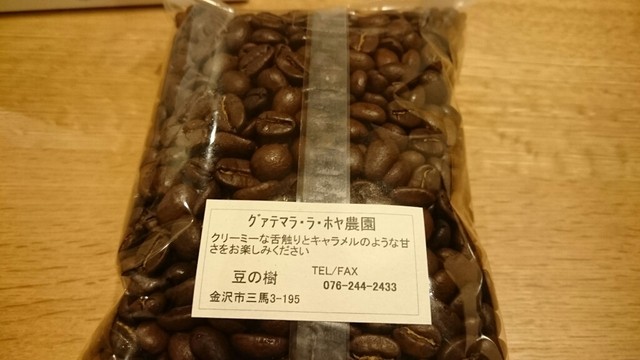 ｸﾞｧﾃﾏﾗ・ﾗ・ﾎﾔ農園
クリーミーな舌触りとキャラメルのような甘
さをお楽しみください
豆の樹 TEL/FAX
076-244-2433
金沢市三馬3-195